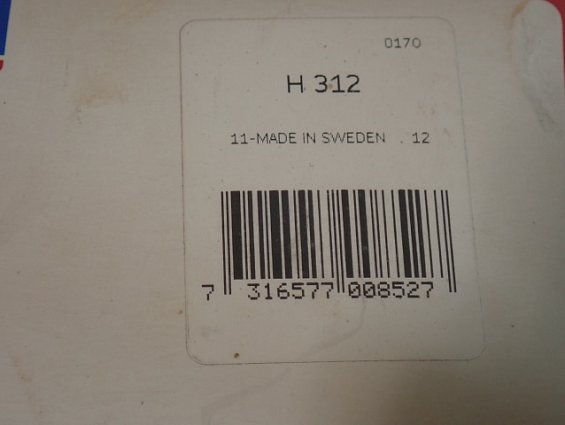 0170
H 312
11-MADE IN SWEDEN . 12
7 316577 008527